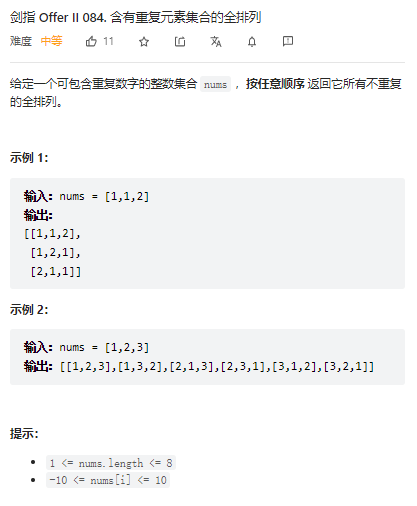 剑指 Offer II 084. 含有重复元素集合的全排列
难度 中等 11
给定一个可包含重复数字的整数集合 nums ，按任意顺序 返回它所有不重复
的全排列。
示例 1：
输入：nums = [1,1,2]
输出：
[[1,1,2],
[1,2,1],
[2,1,1]]
示例 2：
输入：nums = [1,2,3]
输出：[[1,2,3],[1,3,2],[2,1,3],[2,3,1],[3,1,2],[3,2,1]]
提示：
1 <= nums.length <= 8
-10 <= nums[i] <= 10